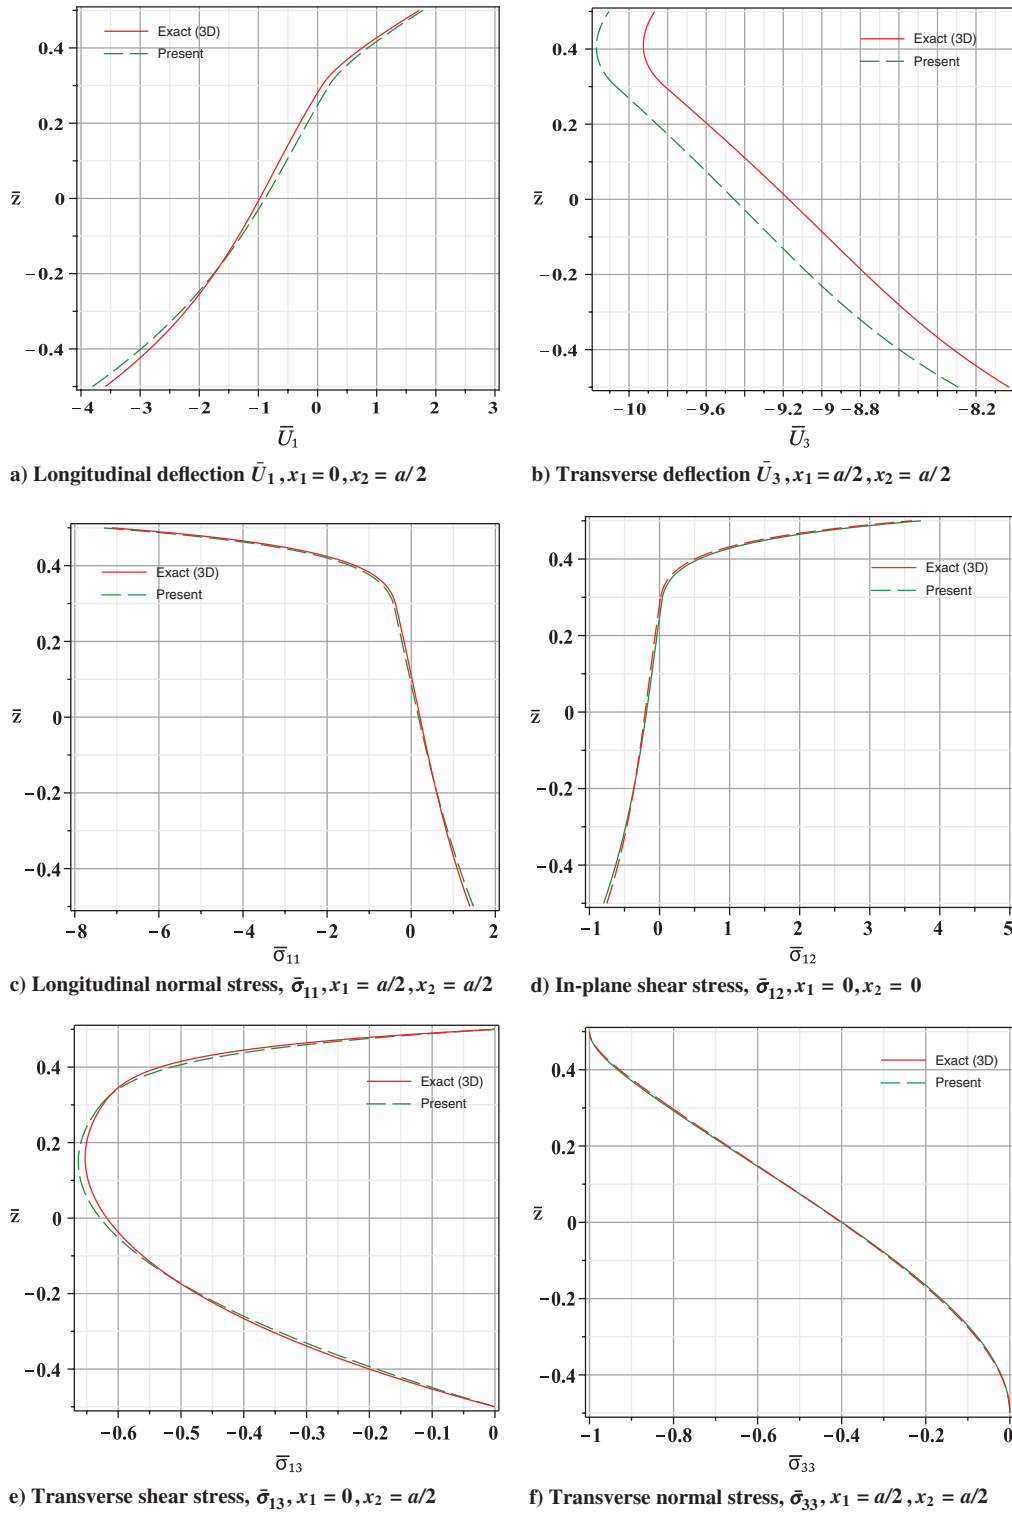 0.4
0.2
0
−0.2
−0.4
z̄
Exact (3D)
Present
−4 −3 −2 −1 0 1 2 3
Ū₁
a) Longitudinal deflection Ū₁, x₁ = 0, x₂ = a/2
0.4
0.2
0
−0.2
−0.4
z̄
Exact (3D)
Present
−10 −9.6 −9.2 −9 −8.8 −8.2
Ū₃
b) Transverse deflection Ū₃, x₁ = a/2, x₂ = a/2
0.4
0.2
0
−0.2
−0.4
z̄
Exact (3D)
Present
−8 −6 −4 −2 0 2
σ̄₁₁
c) Longitudinal normal stress, σ̄₁₁, x₁ = a/2, x₂ = a/2
0.4
0.2
0
−0.2
−0.4
z̄
Exact (3D)
Present
−1 0 1 2 3 4 5
σ̄₁₂
d) In-plane shear stress, σ̄₁₂, x₁ = 0, x₂ = 0
0.4
0.2
0
−0.2
−0.4
z̄
Exact (3D)
Present
−0.6 −0.5 −0.4 −0.3 −0.2 −0.1 0
σ̄₁₃
e) Transverse shear stress, σ̄₁₃, x₁ = 0, x₂ = a/2
0.4
0.2
0
−0.2
−0.4
z̄
Exact (3D)
Present
−1 −0.8 −0.6 −0.4 −0.2 0
σ̄₃₃
f) Transverse normal stress, σ̄₃₃, x₁ = a/2, x₂ = a/2